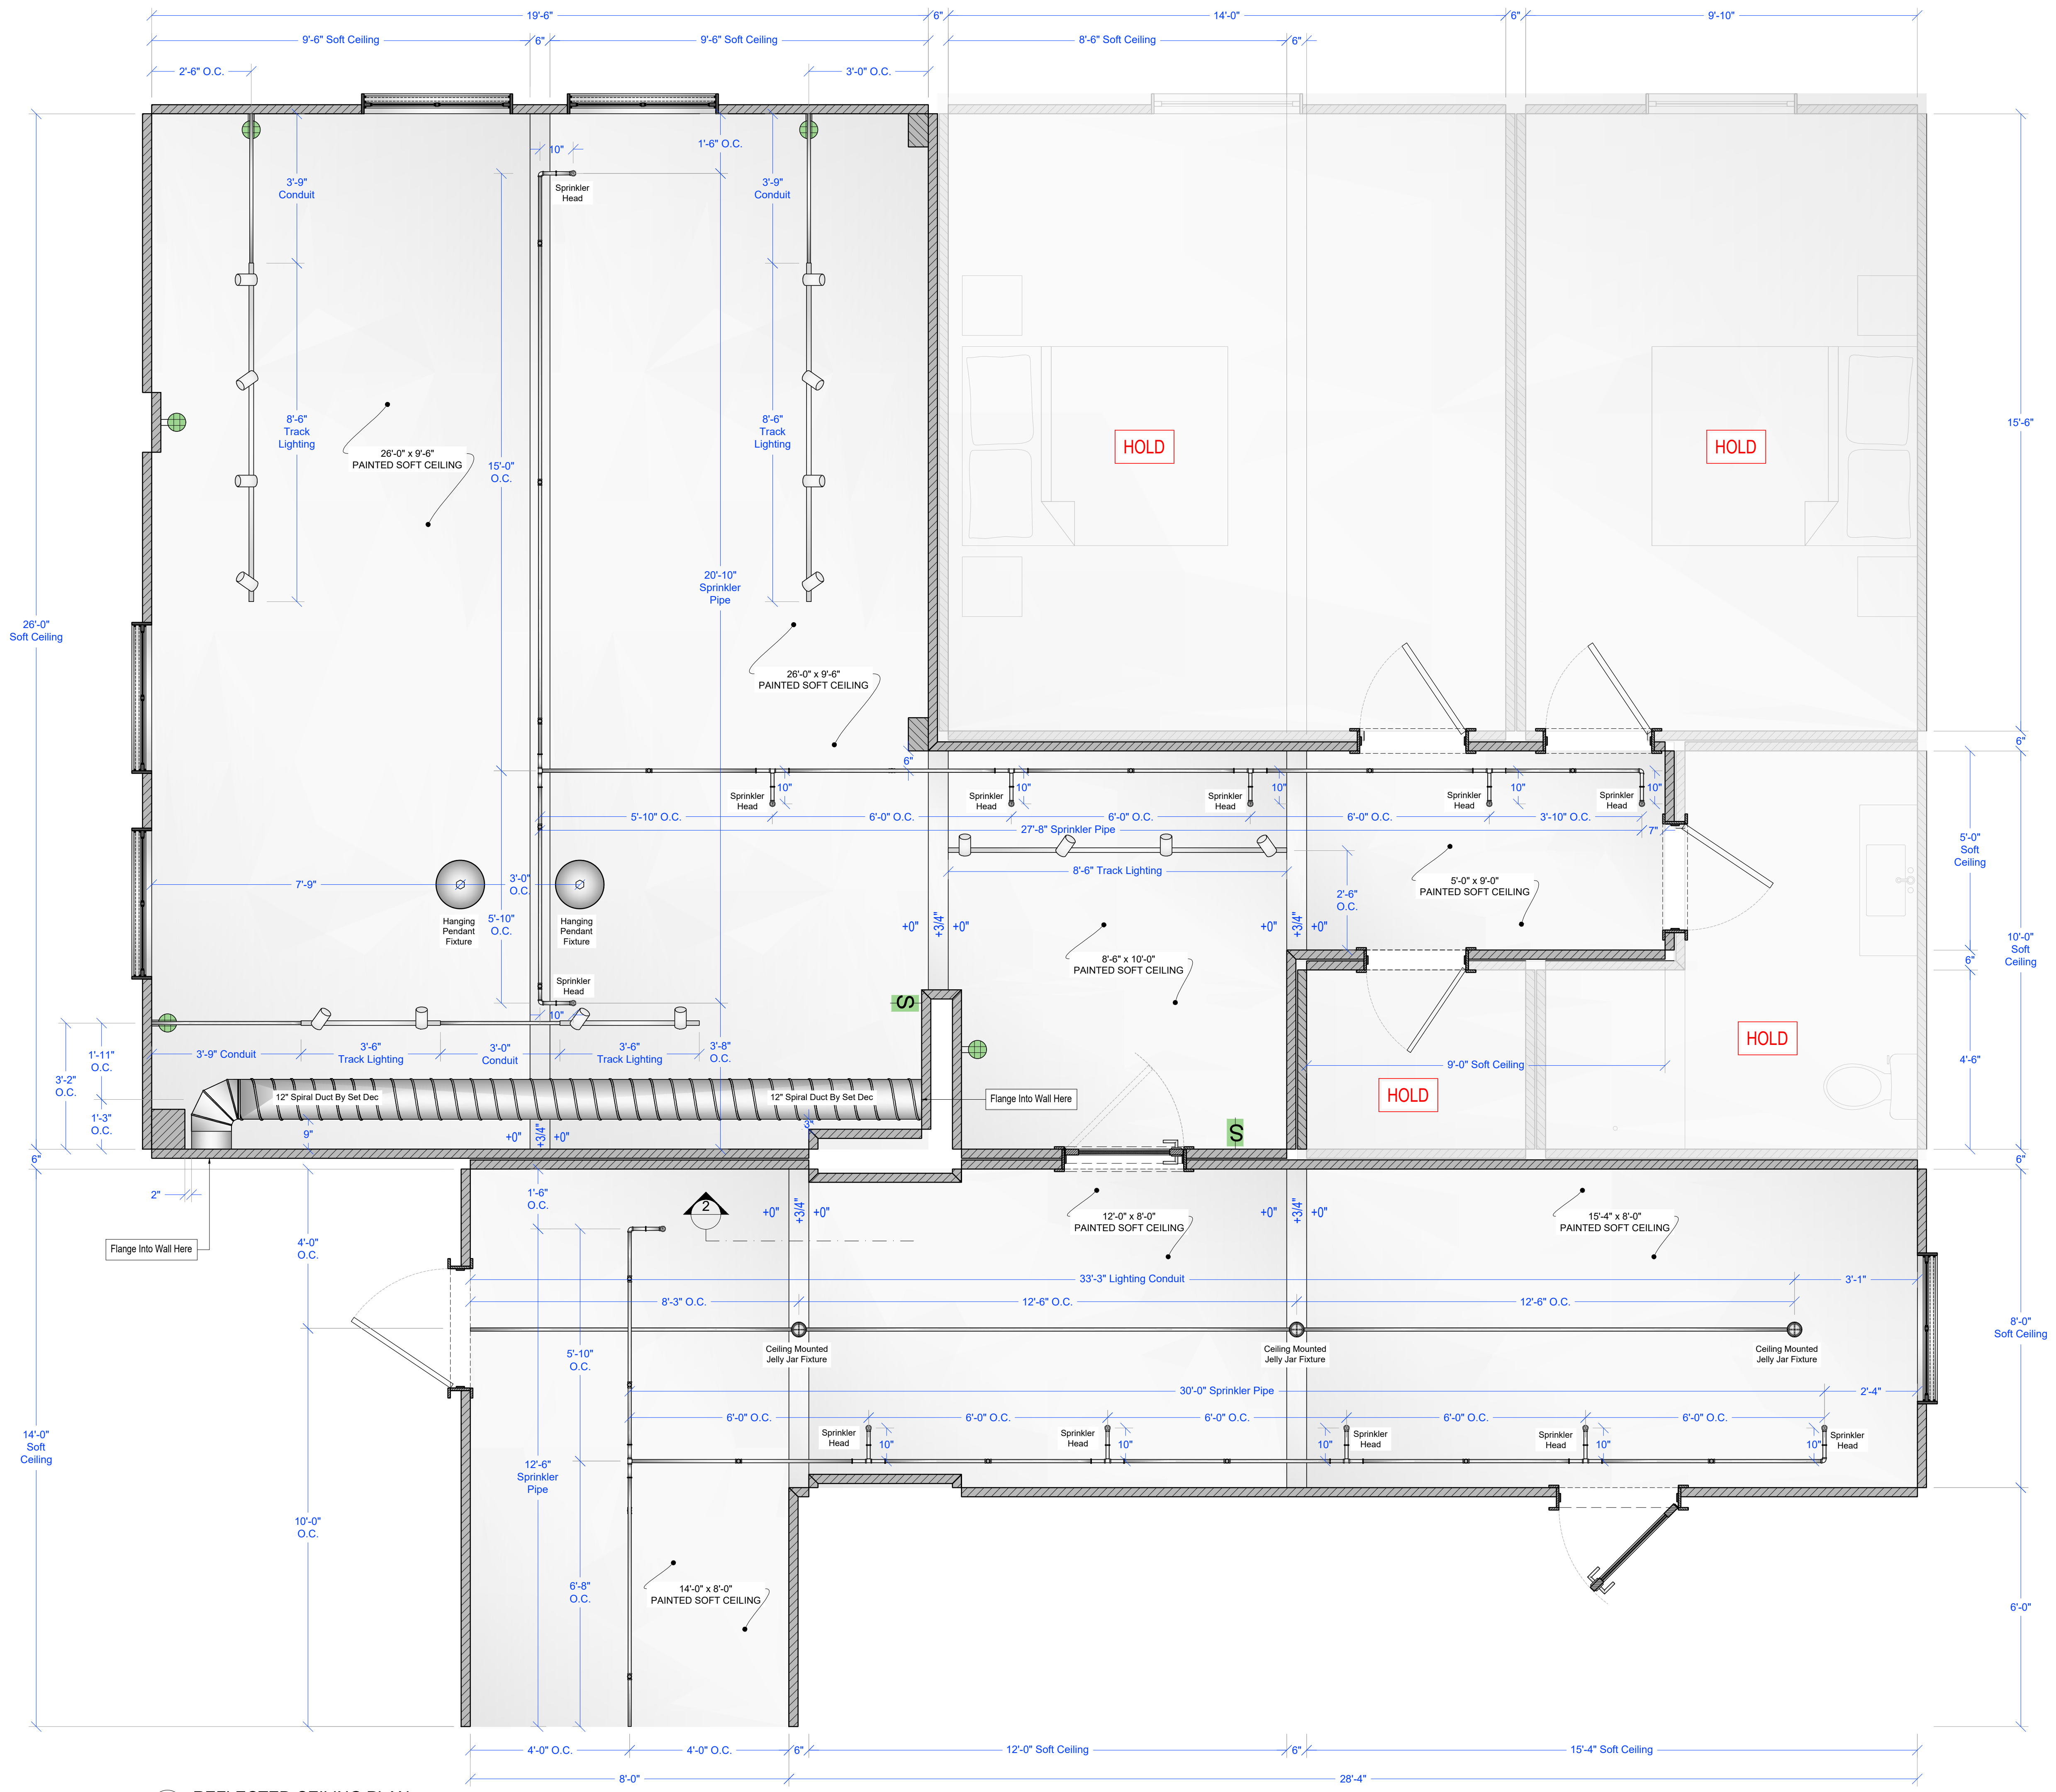 19'-6"
6"
14'-0"
6"
9'-10"
9'-6" Soft Ceiling
6"
9'-6" Soft Ceiling
8'-6" Soft Ceiling
6"
2'-6" O.C.
3'-0" O.C.
1'-6" O.C.
10"
3'-9"
Conduit
3'-9"
Conduit
Sprinkler
Head
8'-6"
Track
Lighting
8'-6"
Track
Lighting
26'-0" x 9'-6"
PAINTED SOFT CEILING
15'-0"
O.C.
HOLD
HOLD
15'-6"
20'-10"
Sprinkler
Pipe
26'-0"
Soft Ceiling
26'-0" x 9'-6"
PAINTED SOFT CEILING
6"
6"
Sprinkler
Head
10"
Sprinkler
Head
10"
Sprinkler
Head
10"
Sprinkler
Head
10"
Sprinkler
Head
10"
5'-10" O.C.
6'-0" O.C.
6'-0" O.C.
6'-0" O.C.
3'-10" O.C.
27'-8" Sprinkler Pipe
7"
5'-0"
Soft
Ceiling
8'-6" Track Lighting
7'-9"
3'-0"
O.C.
5'-10"
O.C.
Hanging
Pendant
Fixture
Hanging
Pendant
Fixture
2'-6"
O.C.
5'-0" x 9'-0"
PAINTED SOFT CEILING
+0"
+3/4"
+0"
+0"
+3/4"
+0"
8'-6" x 10'-0"
PAINTED SOFT CEILING
10'-0"
Soft
Ceiling
6"
Sprinkler
Head
10"
S
HOLD
3'-8"
O.C.
3'-9" Conduit
3'-6"
Track Lighting
3'-0"
Conduit
3'-6"
Track Lighting
1'-11"
O.C.
3'-2"
O.C.
1'-3"
O.C.
9'-0" Soft Ceiling
4'-6"
12" Spiral Duct By Set Dec
12" Spiral Duct By Set Dec
Flange Into Wall Here
HOLD
3"
9"
+0"
+3/4"
+0"
S
6"
6"
2"
1'-6"
O.C.
2
+0"
+3/4"
+0"
12'-0" x 8'-0"
PAINTED SOFT CEILING
+0"
+3/4"
+0"
15'-4" x 8'-0"
PAINTED SOFT CEILING
Flange Into Wall Here
4'-0"
O.C.
33'-3" Lighting Conduit
3'-1"
8'-3" O.C.
12'-6" O.C.
12'-6" O.C.
8'-0"
Soft Ceiling
5'-10"
O.C.
Ceiling Mounted
Jelly Jar Fixture
Ceiling Mounted
Jelly Jar Fixture
Ceiling Mounted
Jelly Jar Fixture
30'-0" Sprinkler Pipe
2'-4"
6'-0" O.C.
6'-0" O.C.
6'-0" O.C.
6'-0" O.C.
6'-0" O.C.
Sprinkler
Head
10"
Sprinkler
Head
10"
10"
Sprinkler
Head
Sprinkler
Head
10"
10"
Sprinkler
Head
14'-0"
Soft
Ceiling
12'-6"
Sprinkler
Pipe
10'-0"
O.C.
6'-8"
O.C.
14'-0" x 8'-0"
PAINTED SOFT CEILING
6'-0"
4'-0" O.C.
4'-0" O.C.
6"
12'-0" Soft Ceiling
6"
15'-4" Soft Ceiling
8'-0"
28'-4"
REFLECTED CEILING PLAN